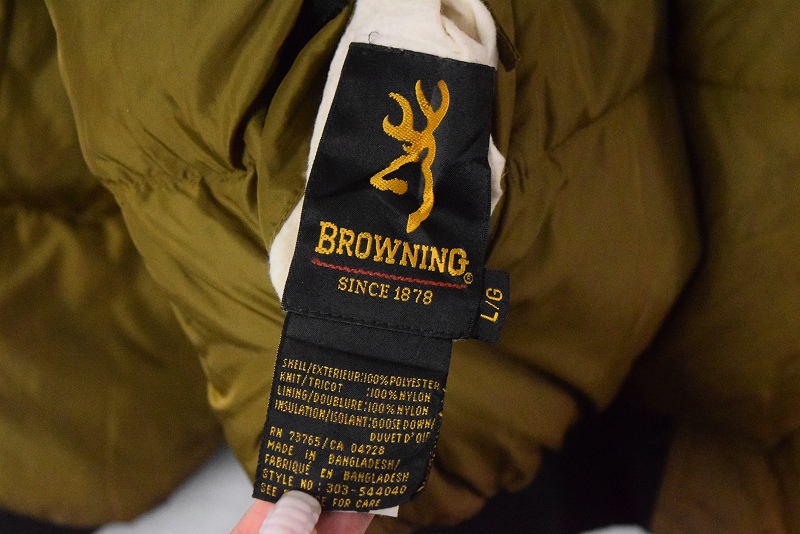 BROWNING®
SINCE 1878
L/G
SHELL/EXTERIEUR:100% POLYESTER
KNIT/TRICOT :100% NYLON
LINING/DOUBLURE:100% NYLON
INSULATION/ISOLANT:GOOSE DOWN/
DUVET D'OIE
RN 73765/CA 04728
MADE IN BANGLADESH/
FABRIQUÉ EN BANGLADESH
STYLE NO : 303-544040
SEE FOR CARE